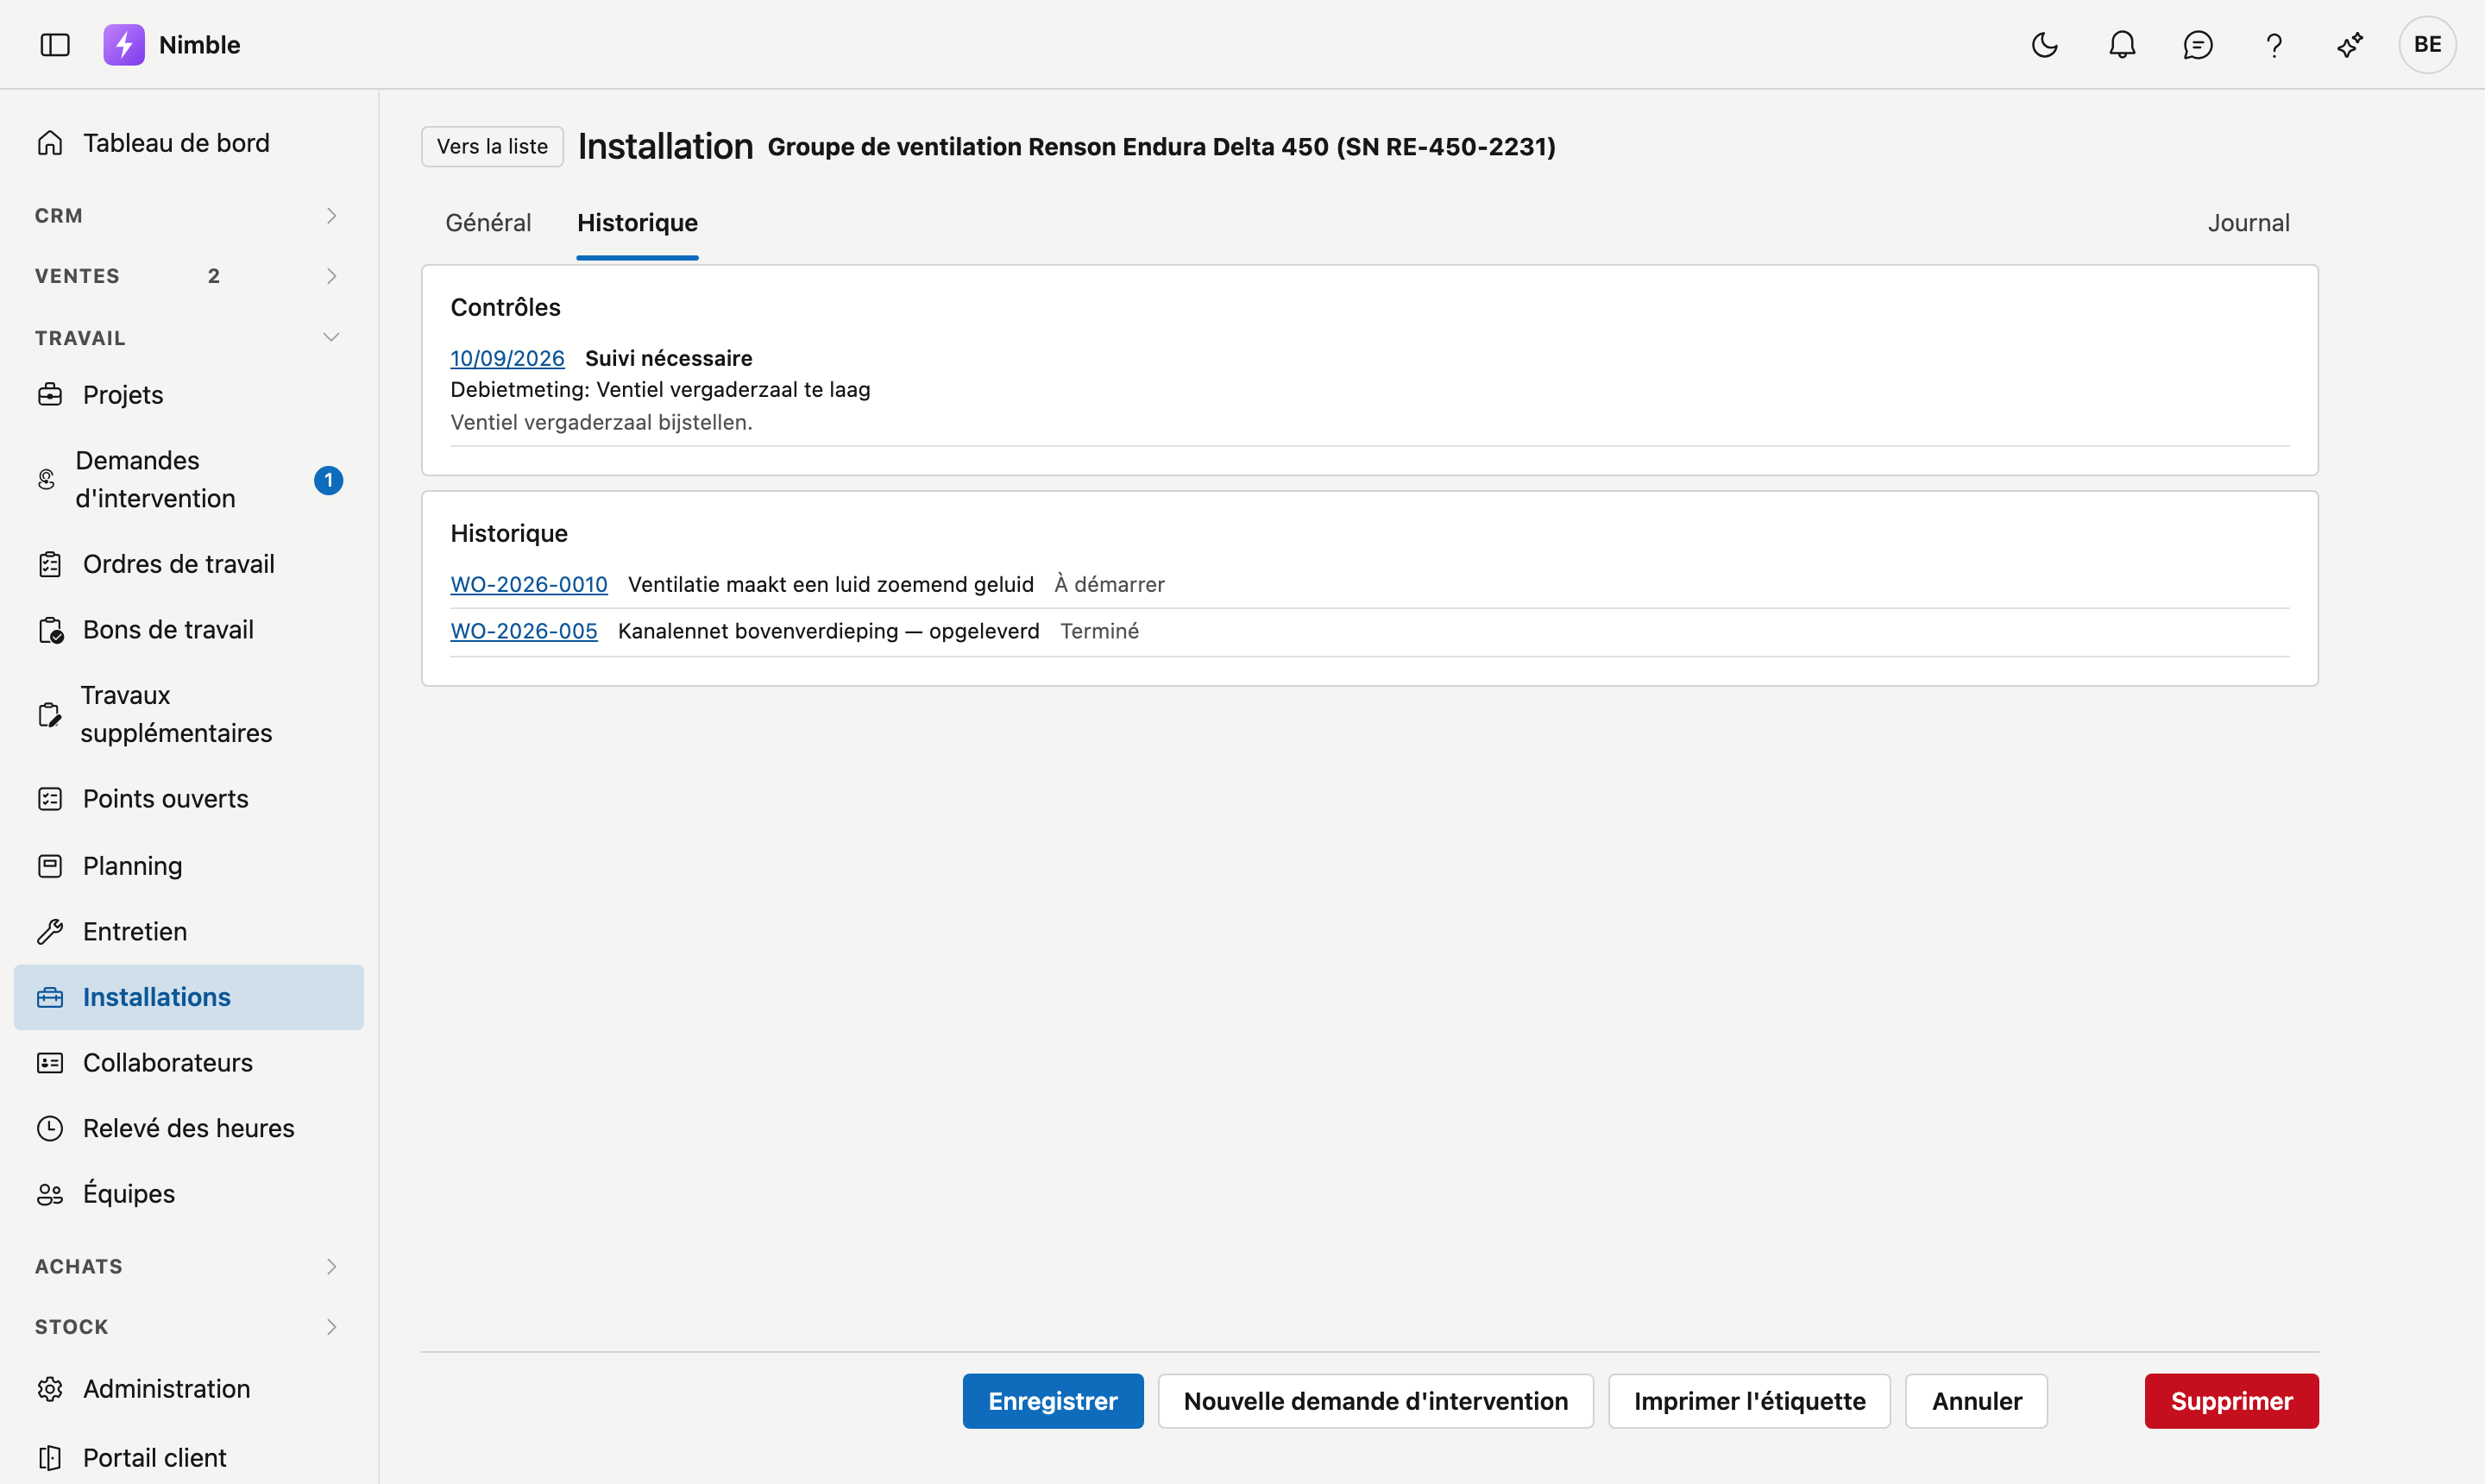 Nimble
BE
Tableau de bord
CRM
VENTES 2
TRAVAIL
Projets
Demandes
d'intervention
1
Ordres de travail
Bons de travail
Travaux
supplémentaires
Points ouverts
Planning
Entretien
Installations
Collaborateurs
Relevé des heures
Équipes
ACHATS
STOCK
Administration
Portail client
Vers la liste Installation Groupe de ventilation Renson Endura Delta 450 (SN RE-450-2231)
Général Historique Journal
Contrôles
10/09/2026 Suivi nécessaire
Debietmeting: Ventiel vergaderzaal te laag
Ventiel vergaderzaal bijstellen.
Historique
WO-2026-0010 Ventilatie maakt een luid zoemend geluid À démarrer
WO-2026-005 Kanalennet bovenverdieping — opgeleverd Terminé
Enregistrer Nouvelle demande d'intervention Imprimer l'étiquette Annuler Supprimer